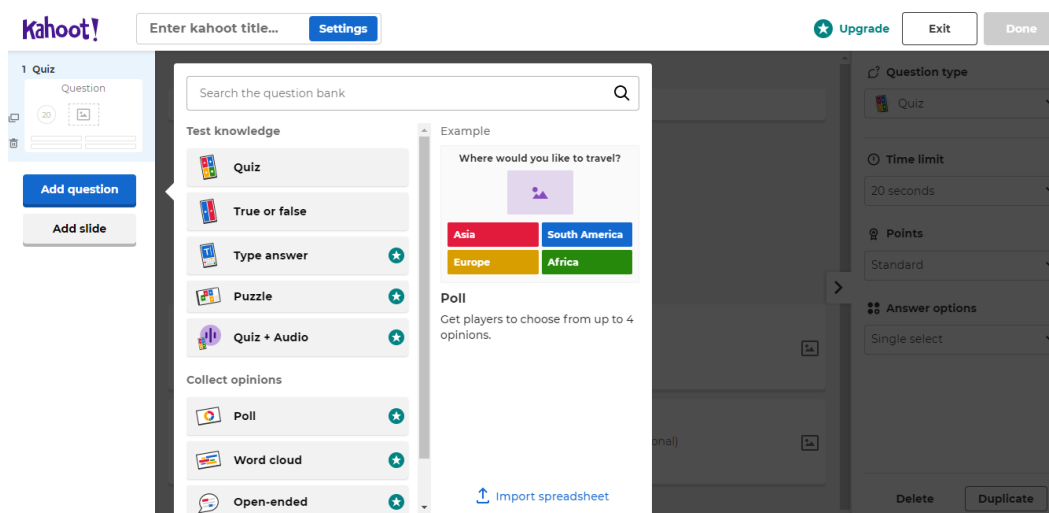 Kahoot!
Enter kahoot title...
Settings
Upgrade
Exit
Done
1 Quiz
Question
20
Add question
Add slide
Search the question bank
Test knowledge
Quiz
True or false
Type answer
Puzzle
Quiz + Audio
Collect opinions
Poll
Word cloud
Open-ended
Example
Where would you like to travel?
Asia
South America
Europe
Africa
Poll
Get players to choose from up to 4
opinions.
Import spreadsheet
onal)
Question type
Quiz
Time limit
20 seconds
Points
Standard
Answer options
Single select
Delete
Duplicate